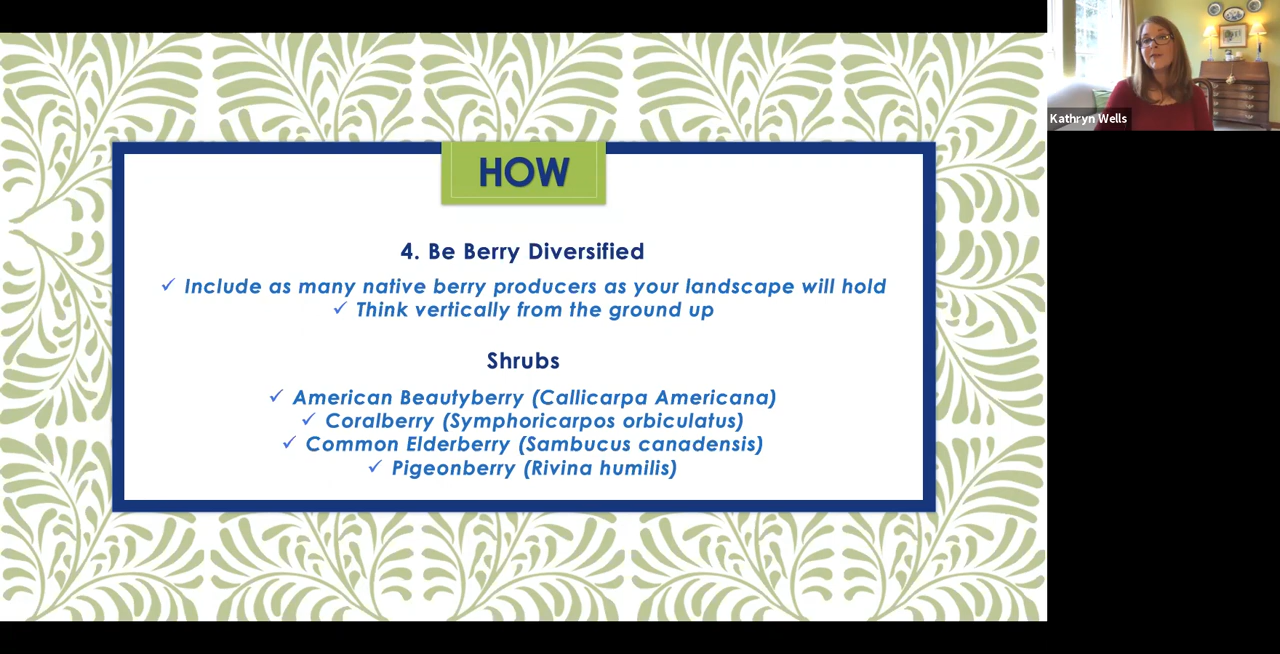 HOW
4. Be Berry Diversified
✓ Include as many native berry producers as your landscape will hold
✓ Think vertically from the ground up
Shrubs
✓ American Beautyberry (Callicarpa Americana)
✓ Coralberry (Symphoricarpos orbiculatus)
✓ Common Elderberry (Sambucus canadensis)
✓ Pigeonberry (Rivina humilis)
Kathryn Wells